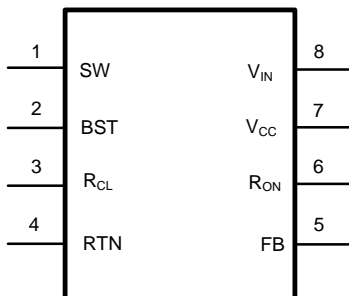 1 SW V_IN 8
2 BST V_CC 7
3 R_CL R_ON 6
4 RTN FB 5